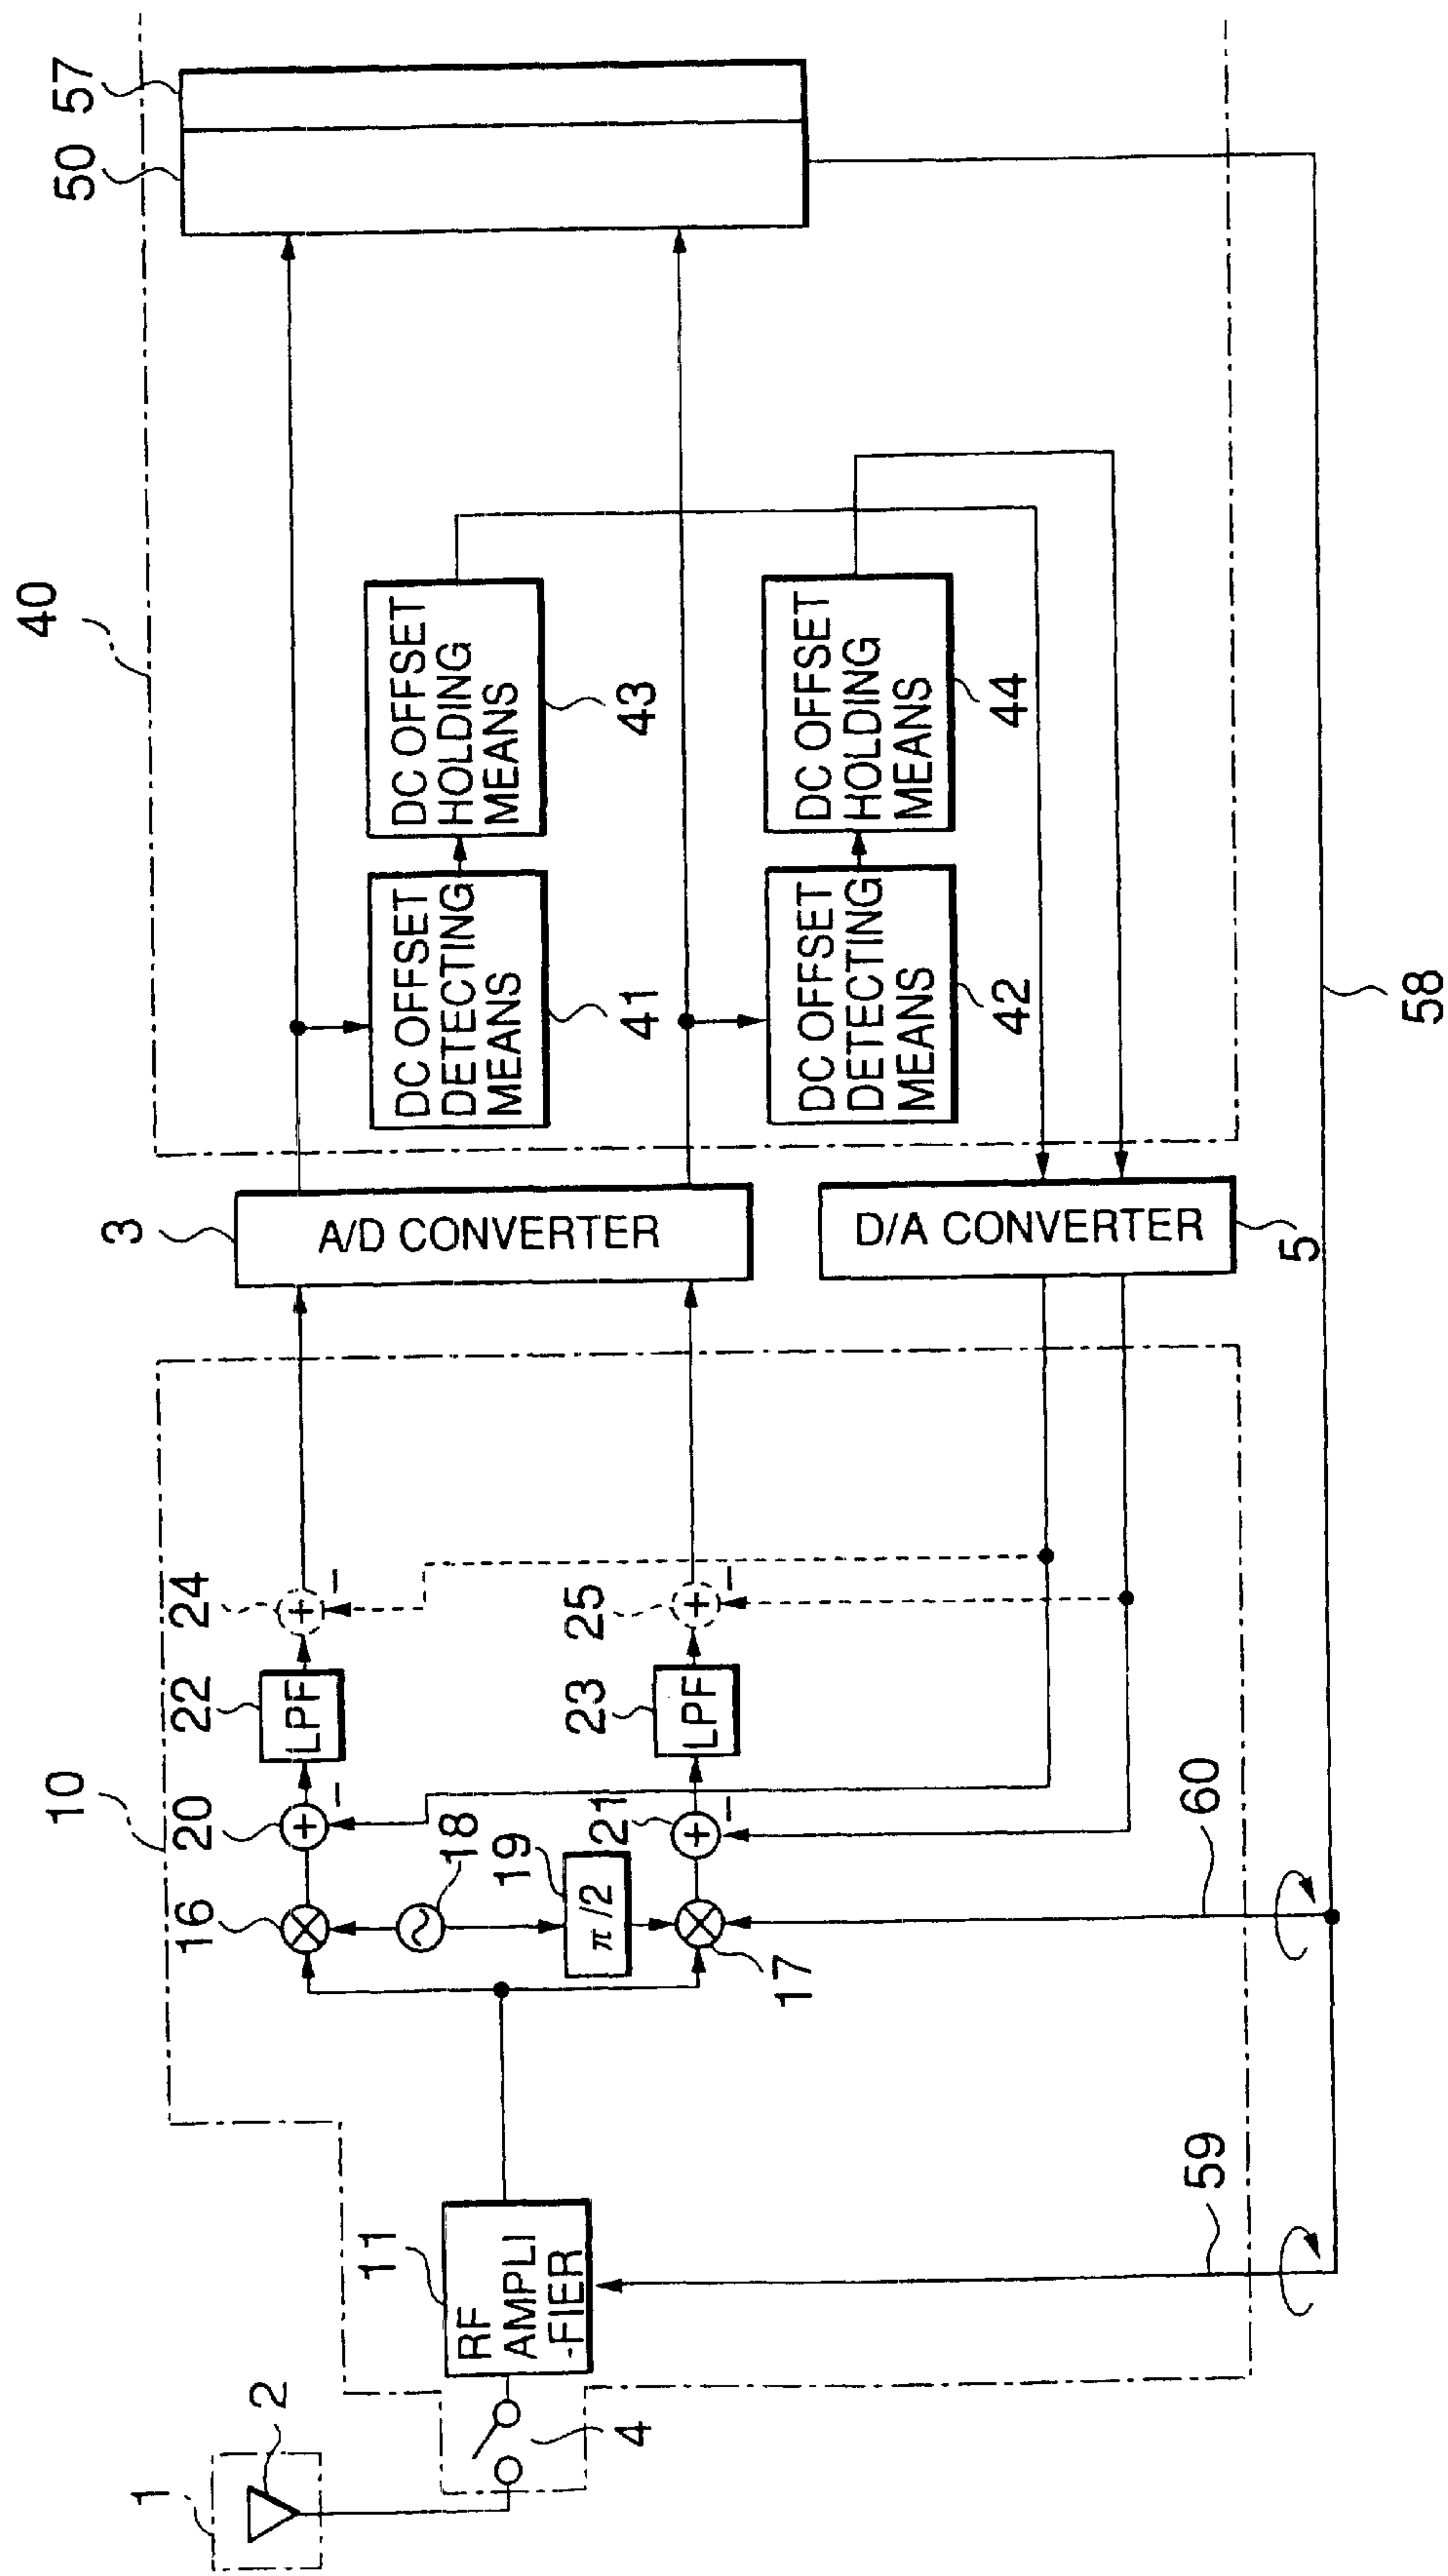 1
2
4
10
11
RF
AMPLI
-FIER
16
17
18
19
π/2
20
21
+
−
+
−
22
LPF
23
LPF
24
+
−
25
+
−
59
60
3
A/D CONVERTER
D/A CONVERTER
5
40
DC OFFSET
DETECTING
MEANS
41
DC OFFSET
HOLDING
MEANS
43
DC OFFSET
DETECTING
MEANS
42
DC OFFSET
HOLDING
MEANS
44
50
57
58